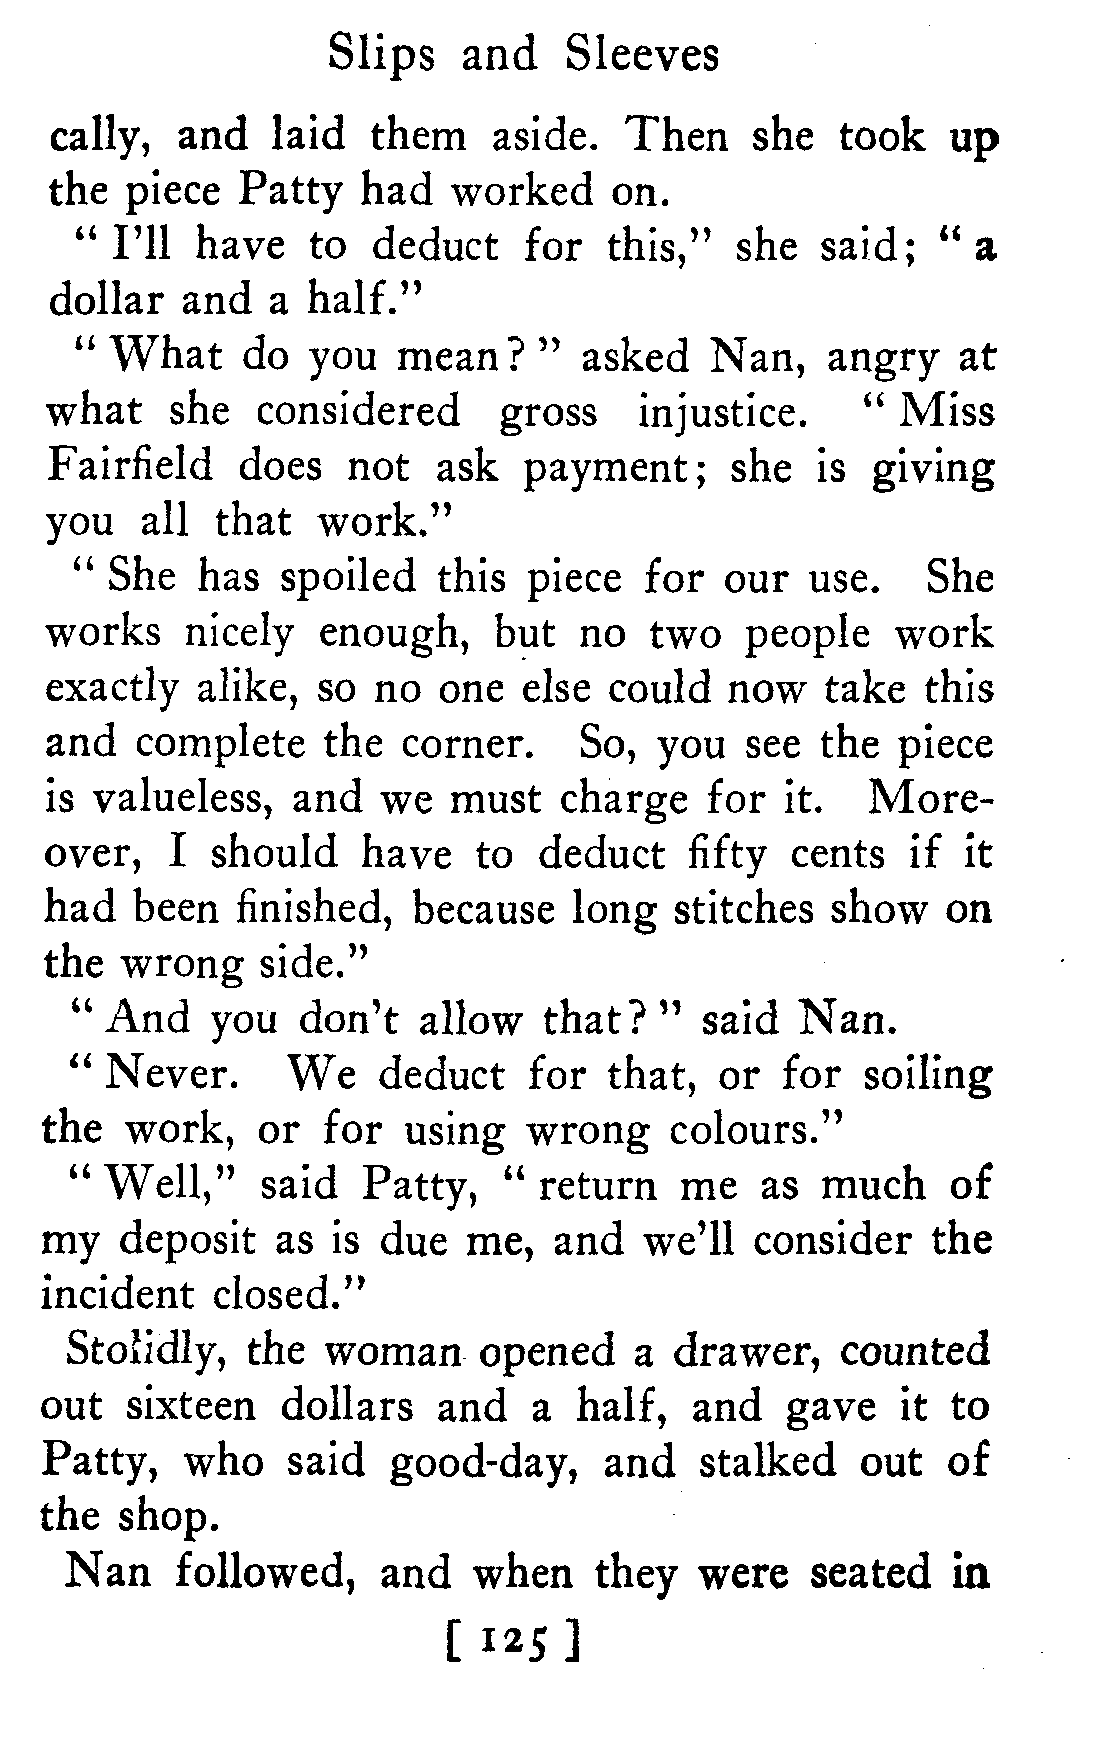 Slips and Sleeves
cally, and laid them aside. Then she took up
the piece Patty had worked on.
“ I’ll have to deduct for this,” she said; “ a
dollar and a half.”
“ What do you mean? ” asked Nan, angry at
what she considered gross injustice. “ Miss
Fairfield does not ask payment; she is giving
you all that work.”
“ She has spoiled this piece for our use. She
works nicely enough, but no two people work
exactly alike, so no one else could now take this
and complete the corner. So, you see the piece
is valueless, and we must charge for it. More-
over, I should have to deduct fifty cents if it
had been finished, because long stitches show on
the wrong side.”
“ And you don’t allow that? ” said Nan.
“ Never. We deduct for that, or for soiling
the work, or for using wrong colours.”
“ Well,” said Patty, “ return me as much of
my deposit as is due me, and we’ll consider the
incident closed.”
Stolidly, the woman opened a drawer, counted
out sixteen dollars and a half, and gave it to
Patty, who said good-day, and stalked out of
the shop.
Nan followed, and when they were seated in
[ 125 ]